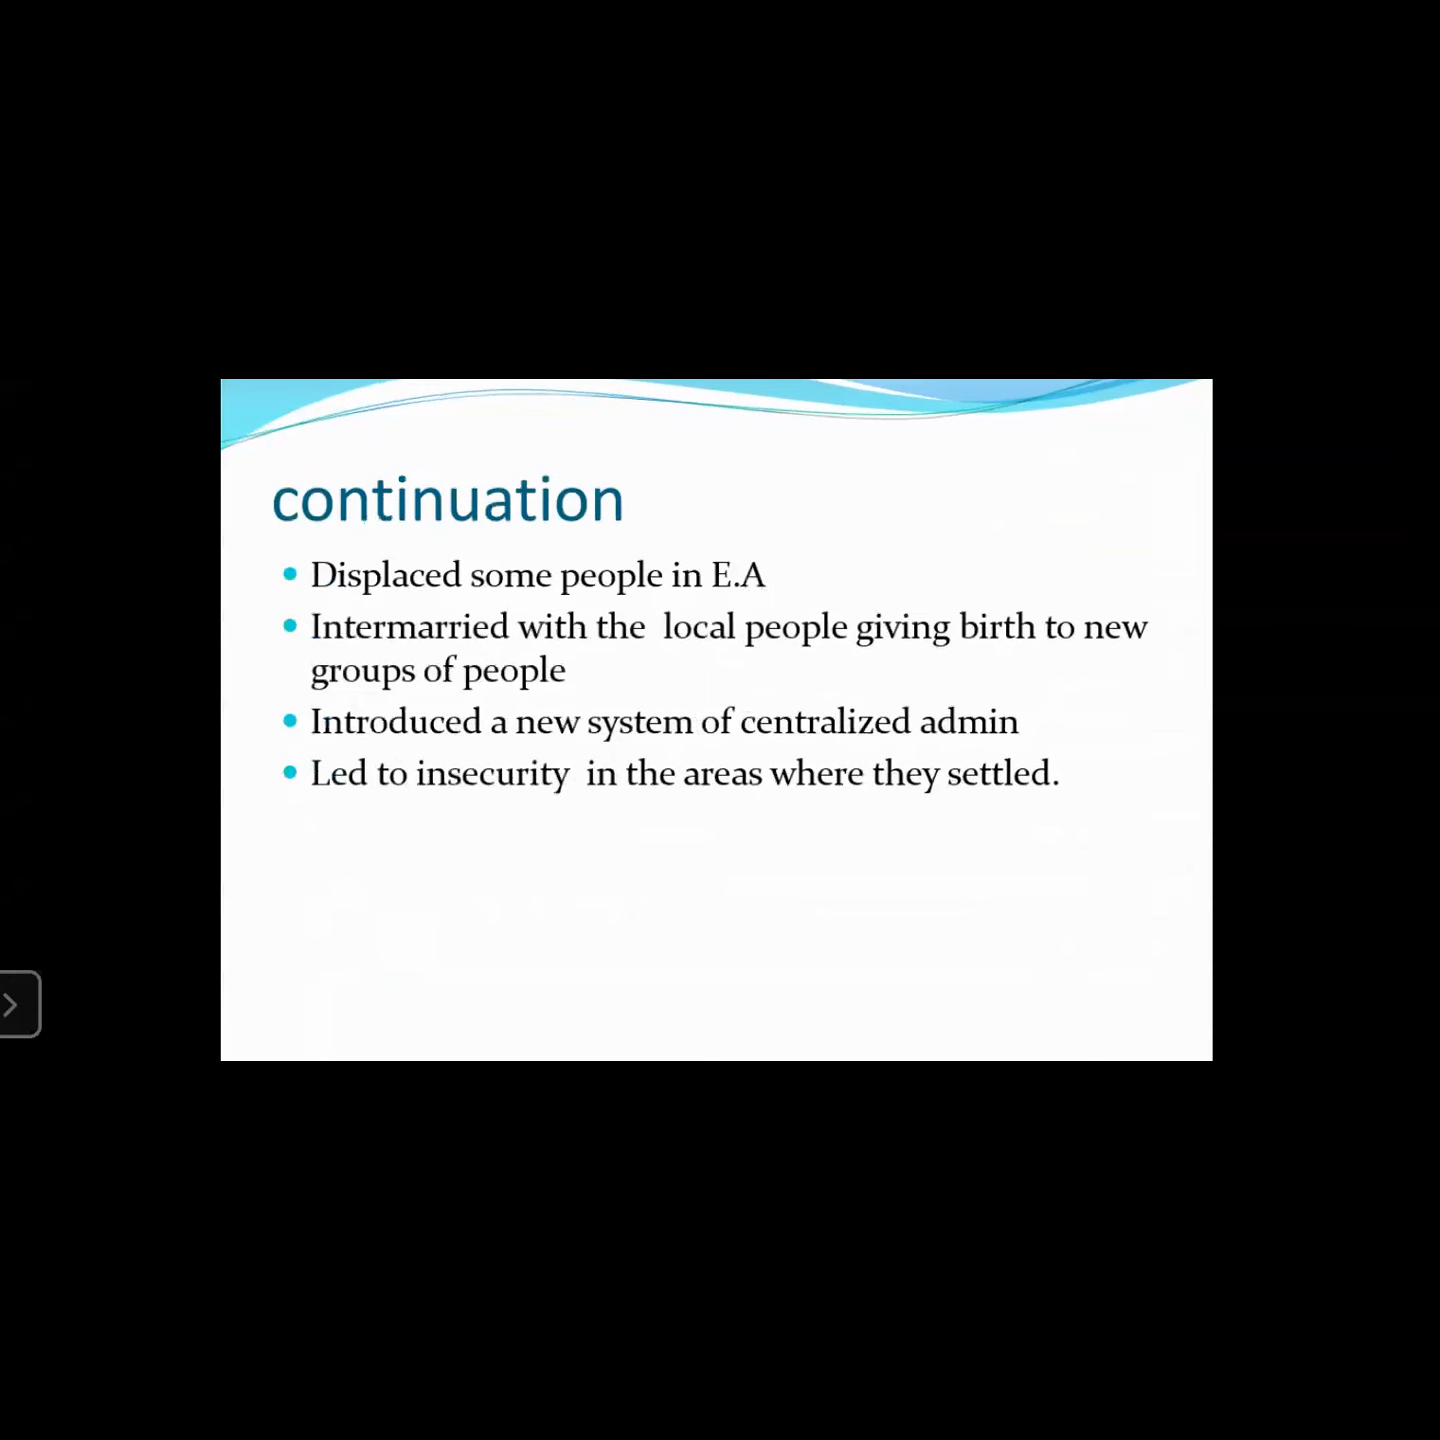 continuation
Displaced some people in E.A
Intermarried with the local people giving birth to new
groups of people
Introduced a new system of centralized admin
Led to insecurity in the areas where they settled.